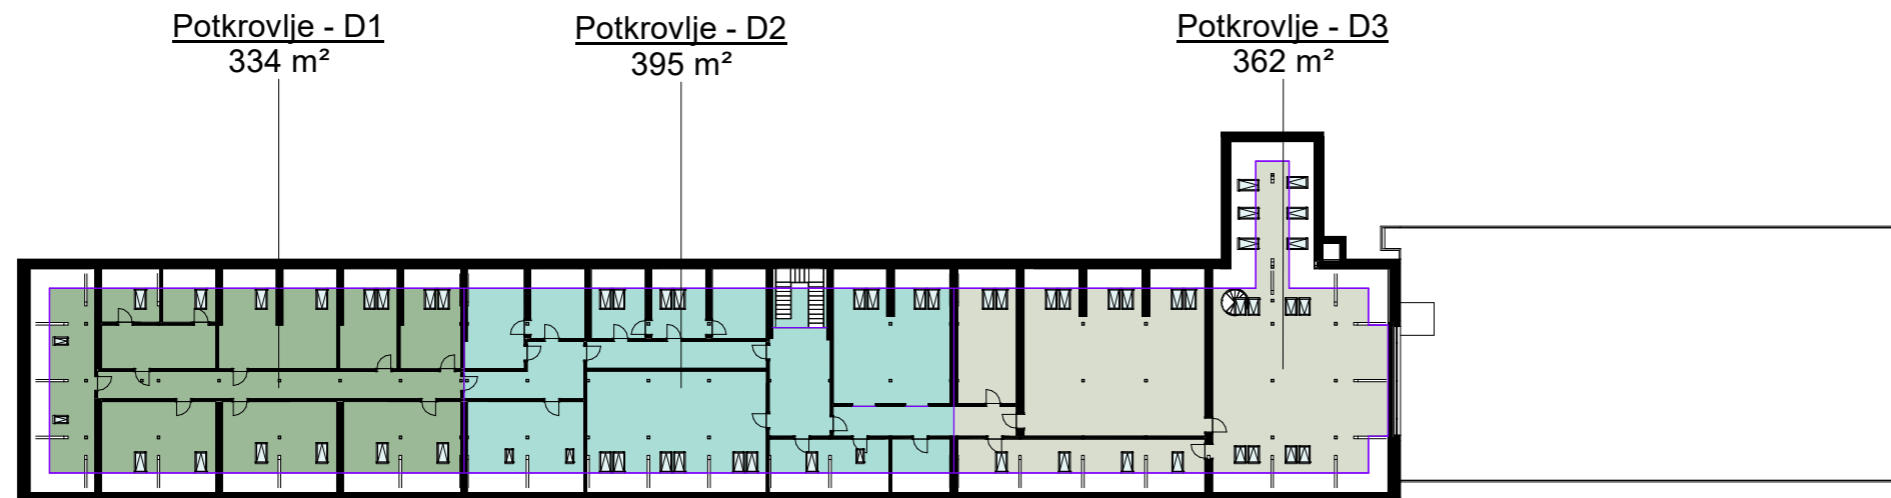 Potkrovlje - D1
334 m²
Potkrovlje - D2
395 m²
Potkrovlje - D3
362 m²